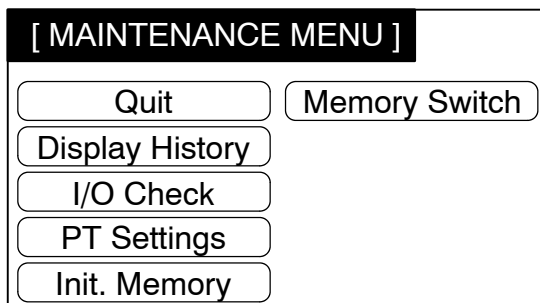 [ MAINTENANCE MENU ]
Quit
Memory Switch
Display History
I/O Check
PT Settings
Init. Memory